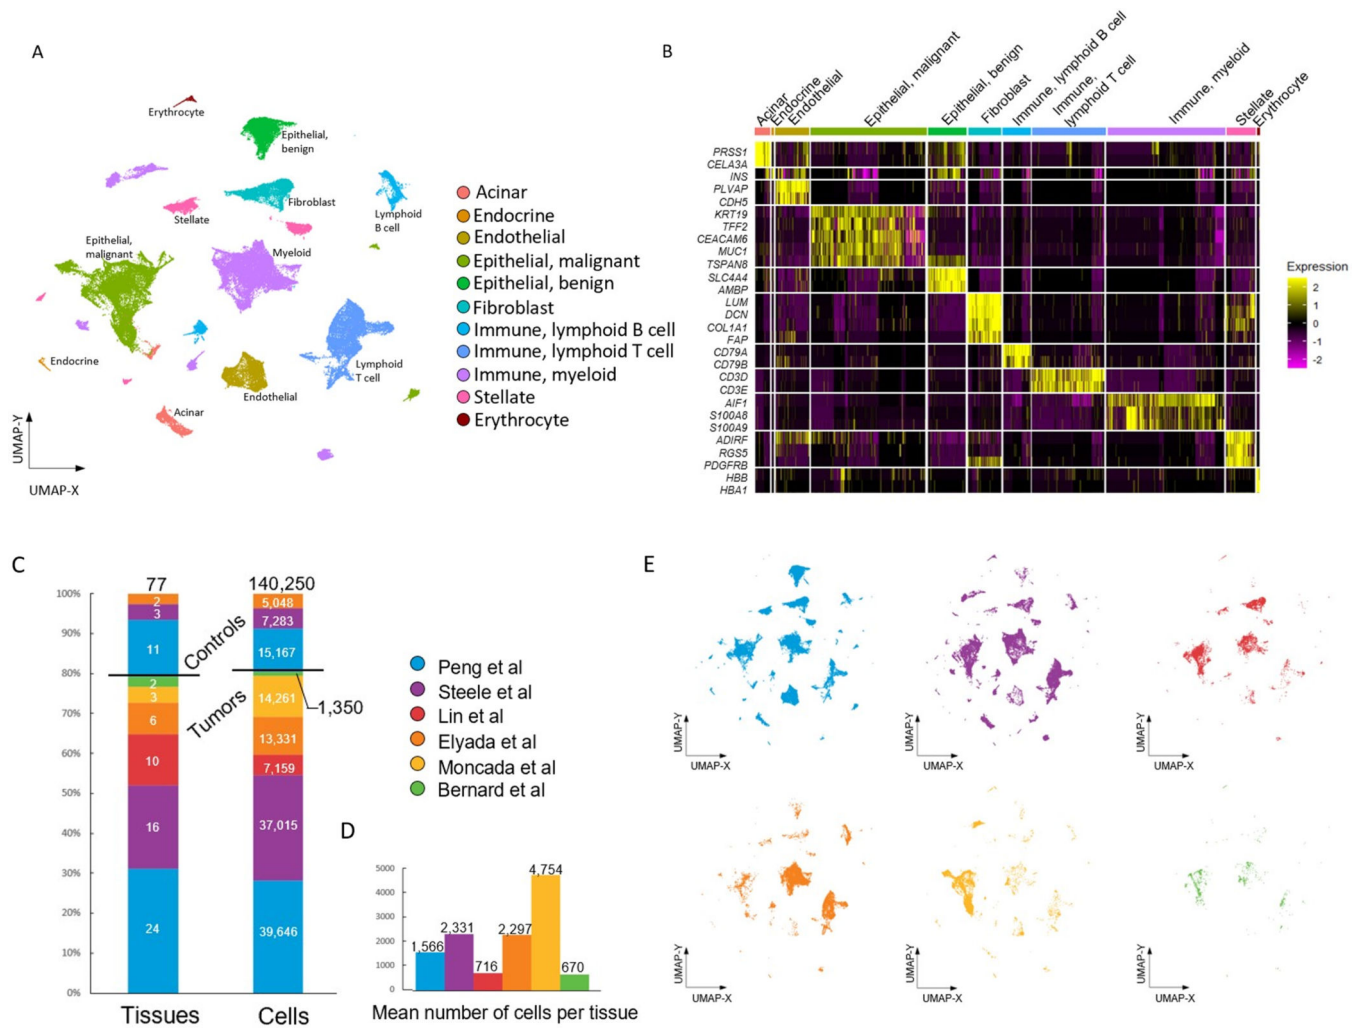 A
Erythrocyte
Epithelial,
benign
Stellate
Fibroblast
Lymphoid
B cell
Epithelial,
malignant
Myeloid
Endocrine
Endothelial
Lymphoid
T cell
Acinar
UMAP-Y
UMAP-X
Acinar
Endocrine
Endothelial
Epithelial, malignant
Epithelial, benign
Fibroblast
Immune, lymphoid B cell
Immune, lymphoid T cell
Immune, myeloid
Stellate
Erythrocyte
B
Acinar
Endocrine
Endothelial
Epithelial, malignant
Epithelial, benign
Fibroblast
Immune, lymphoid B cell
Immune,
lymphoid T cell
Immune, myeloid
Stellate
Erythrocyte
PRSS1
CELA3A
INS
PLVAP
CDH5
KRT19
TFF2
CEACAM6
MUC1
TSPAN8
SLC4A4
AMBP
LUM
DCN
COL1A1
FAP
CD79A
CD79B
CD3D
CD3E
AIF1
S100A8
S100A9
ADIRF
RGS5
PDGFRB
HBB
HBA1
Expression
2
1
0
-1
-2
C
77
140,250
100%
90%
80%
70%
60%
50%
40%
30%
20%
10%
0%
2
3
11
2
3
6
10
16
24
5,048
7,283
15,167
14,261
13,331
7,159
37,015
39,646
1,350
Controls
Tumors
Tissues
Cells
Peng et al
Steele et al
Lin et al
Elyada et al
Moncada et al
Bernard et al
D
5000
4000
3000
2000
1000
0
1,566
2,331
716
2,297
4,754
670
Mean number of cells per tissue
E
UMAP-Y
UMAP-X
UMAP-Y
UMAP-X
UMAP-Y
UMAP-X
UMAP-Y
UMAP-X
UMAP-Y
UMAP-X
UMAP-Y
UMAP-X